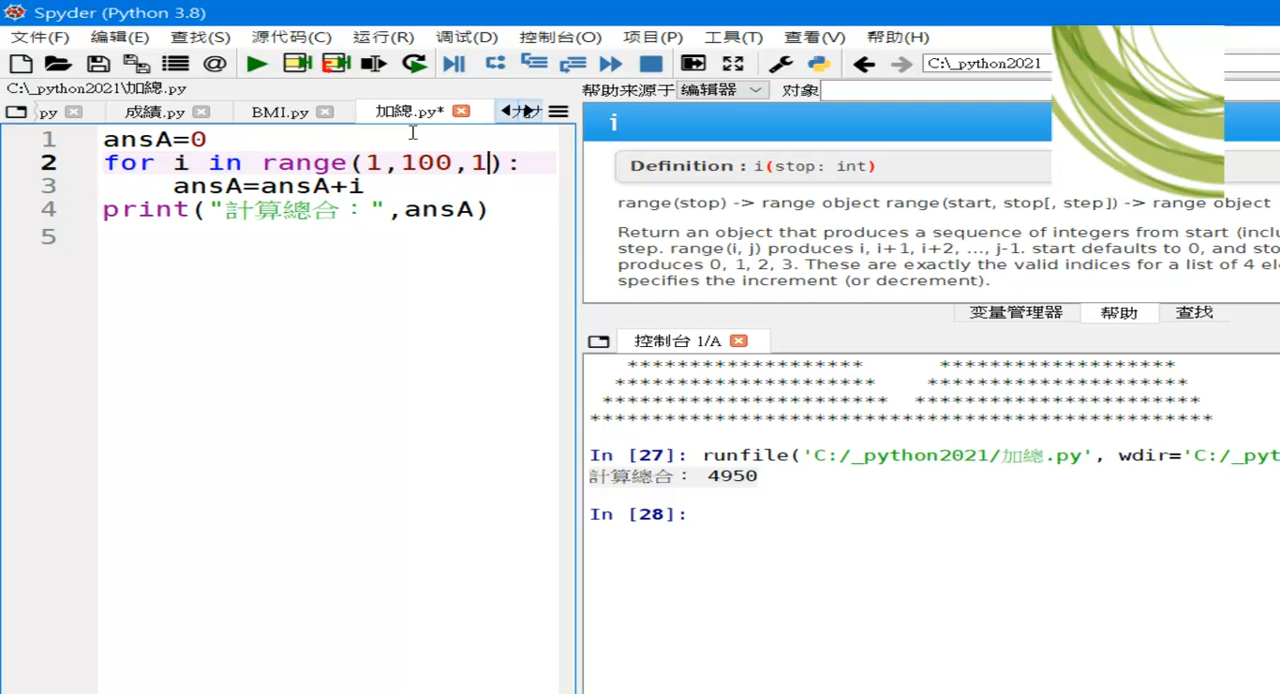 Spyder (Python 3.8)
文件(F) 编辑(E) 查找(S) 源代码(C) 运行(R) 调试(D) 控制台(O) 项目(P) 工具(T) 查看(V) 帮助(H)
C:\_python2021
C:\_python2021\加總.py
py 成績.py BMI.py 加總.py*
1 ansA=0
2 for i in range(1,100,1):
3 ansA=ansA+i
4 print("計算總合：",ansA)
5
帮助来源于 编辑器 对象
i
Definition : i(stop: int)
range(stop) -> range object range(start, stop[, step]) -> range object
Return an object that produces a sequence of integers from start (inclu
step. range(i, j) produces i, i+1, i+2, ..., j-1. start defaults to 0, and sto
produces 0, 1, 2, 3. These are exactly the valid indices for a list of 4 el
specifies the increment (or decrement).
变量管理器 帮助 查找
控制台 1/A
******************* *******************
********************* *********************
*********************** ***********************
**************************************************
In [27]: runfile('C:/_python2021/加總.py', wdir='C:/_pyt
計算總合： 4950
In [28]: